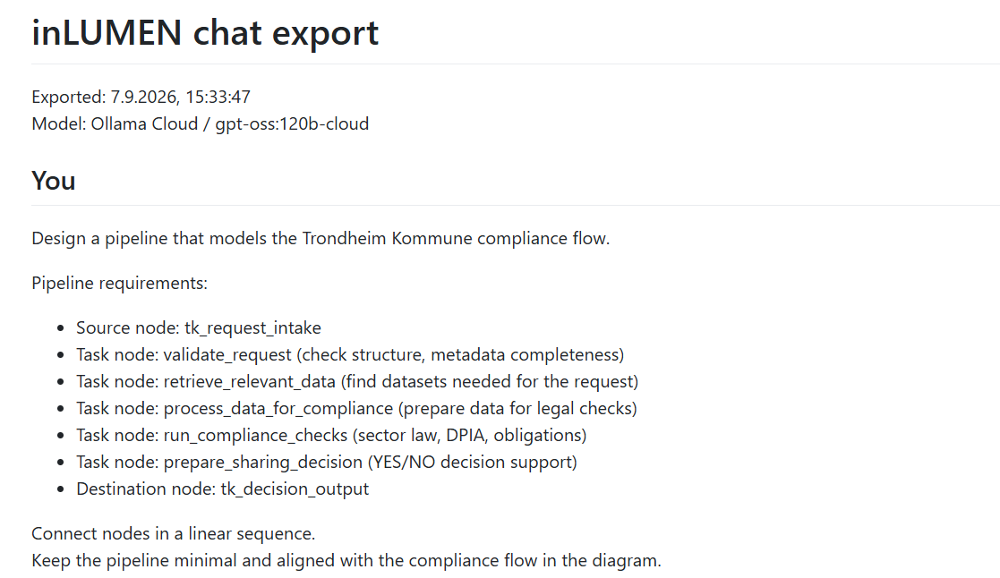 inLUMEN chat export
Exported: 7.9.2026, 15:33:47
Model: Ollama Cloud / gpt-oss:120b-cloud
You
Design a pipeline that models the Trondheim Kommune compliance flow.
Pipeline requirements:
• Source node: tk_request_intake
• Task node: validate_request (check structure, metadata completeness)
• Task node: retrieve_relevant_data (find datasets needed for the request)
• Task node: process_data_for_compliance (prepare data for legal checks)
• Task node: run_compliance_checks (sector law, DPIA, obligations)
• Task node: prepare_sharing_decision (YES/NO decision support)
• Destination node: tk_decision_output
Connect nodes in a linear sequence.
Keep the pipeline minimal and aligned with the compliance flow in the diagram.